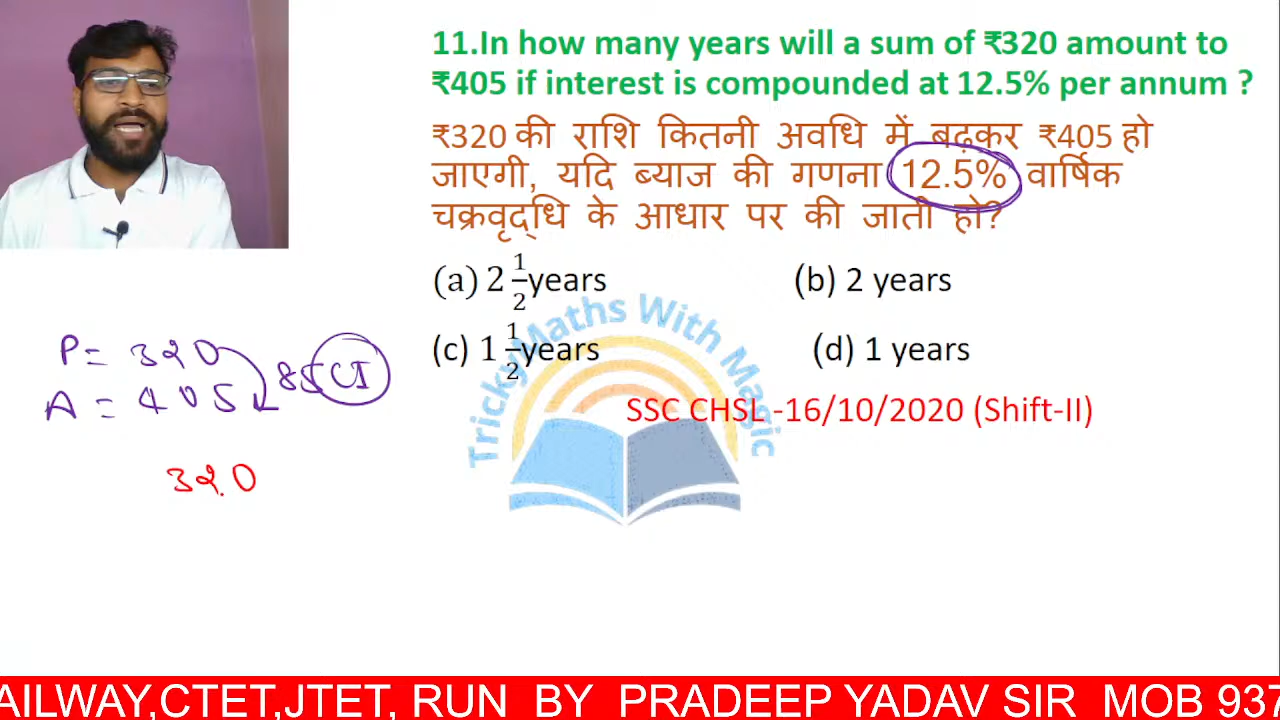 11.In how many years will a sum of ₹320 amount to
₹405 if interest is compounded at 12.5% per annum ?
₹320 की राशि कितनी अवधि में बढ़कर ₹405 हो
जाएगी, यदि ब्याज की गणना 12.5% वार्षिक
चक्रवृद्धि के आधार पर की जाती हो?
(a) 2 1/2 years (b) 2 years
(c) 1 1/2 years (d) 1 years
SSC CHSL -16/10/2020 (Shift-II)
P = 320
A = 405
85 CI
320
TrickyMaths With Magic
AILWAY,CTET,JTET, RUN BY PRADEEP YADAV SIR MOB 937